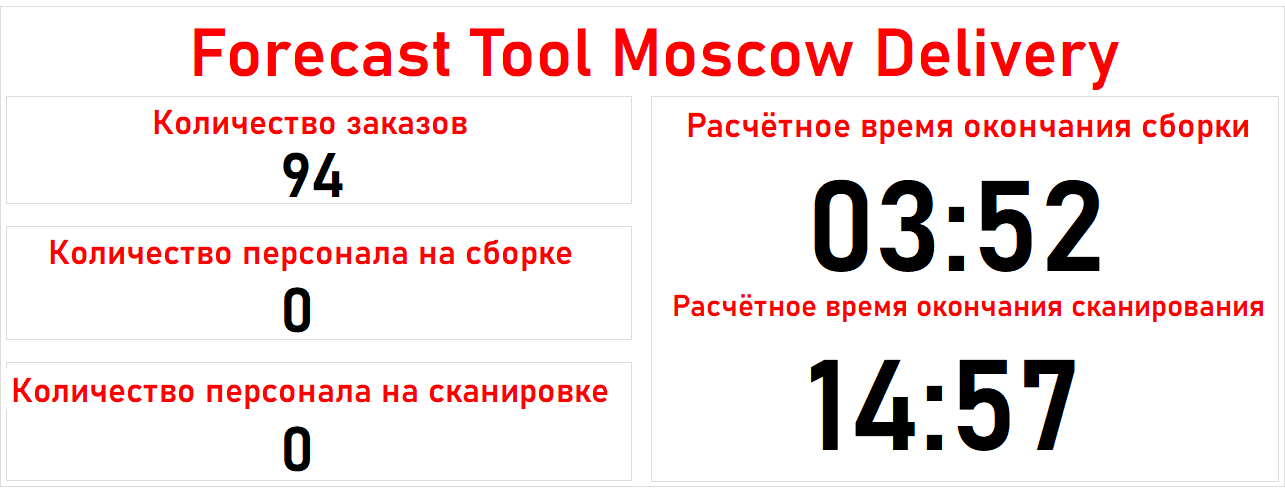 Forecast Tool Moscow Delivery
Количество заказов
94
Количество персонала на сборке
0
Количество персонала на сканировке
0
Расчётное время окончания сборки
03:52
Расчётное время окончания сканирования
14:57